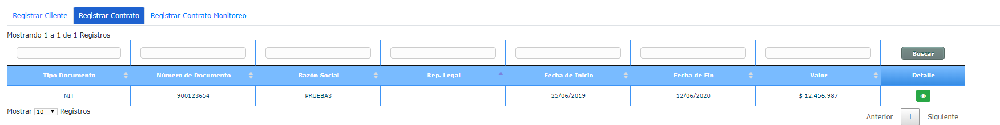 Registrar Cliente Registrar Contrato Registrar Contrato Monitoreo
Mostrando 1 a 1 de 1 Registros
Buscar
Tipo Documento Número de Documento Razón Social Rep. Legal Fecha de Inicio Fecha de Fin Valor Detalle
NIT 900123654 PRUEBA3 25/06/2019 12/06/2020 $ 12.456.987
Mostrar 10 Registros
Anterior 1 Siguiente